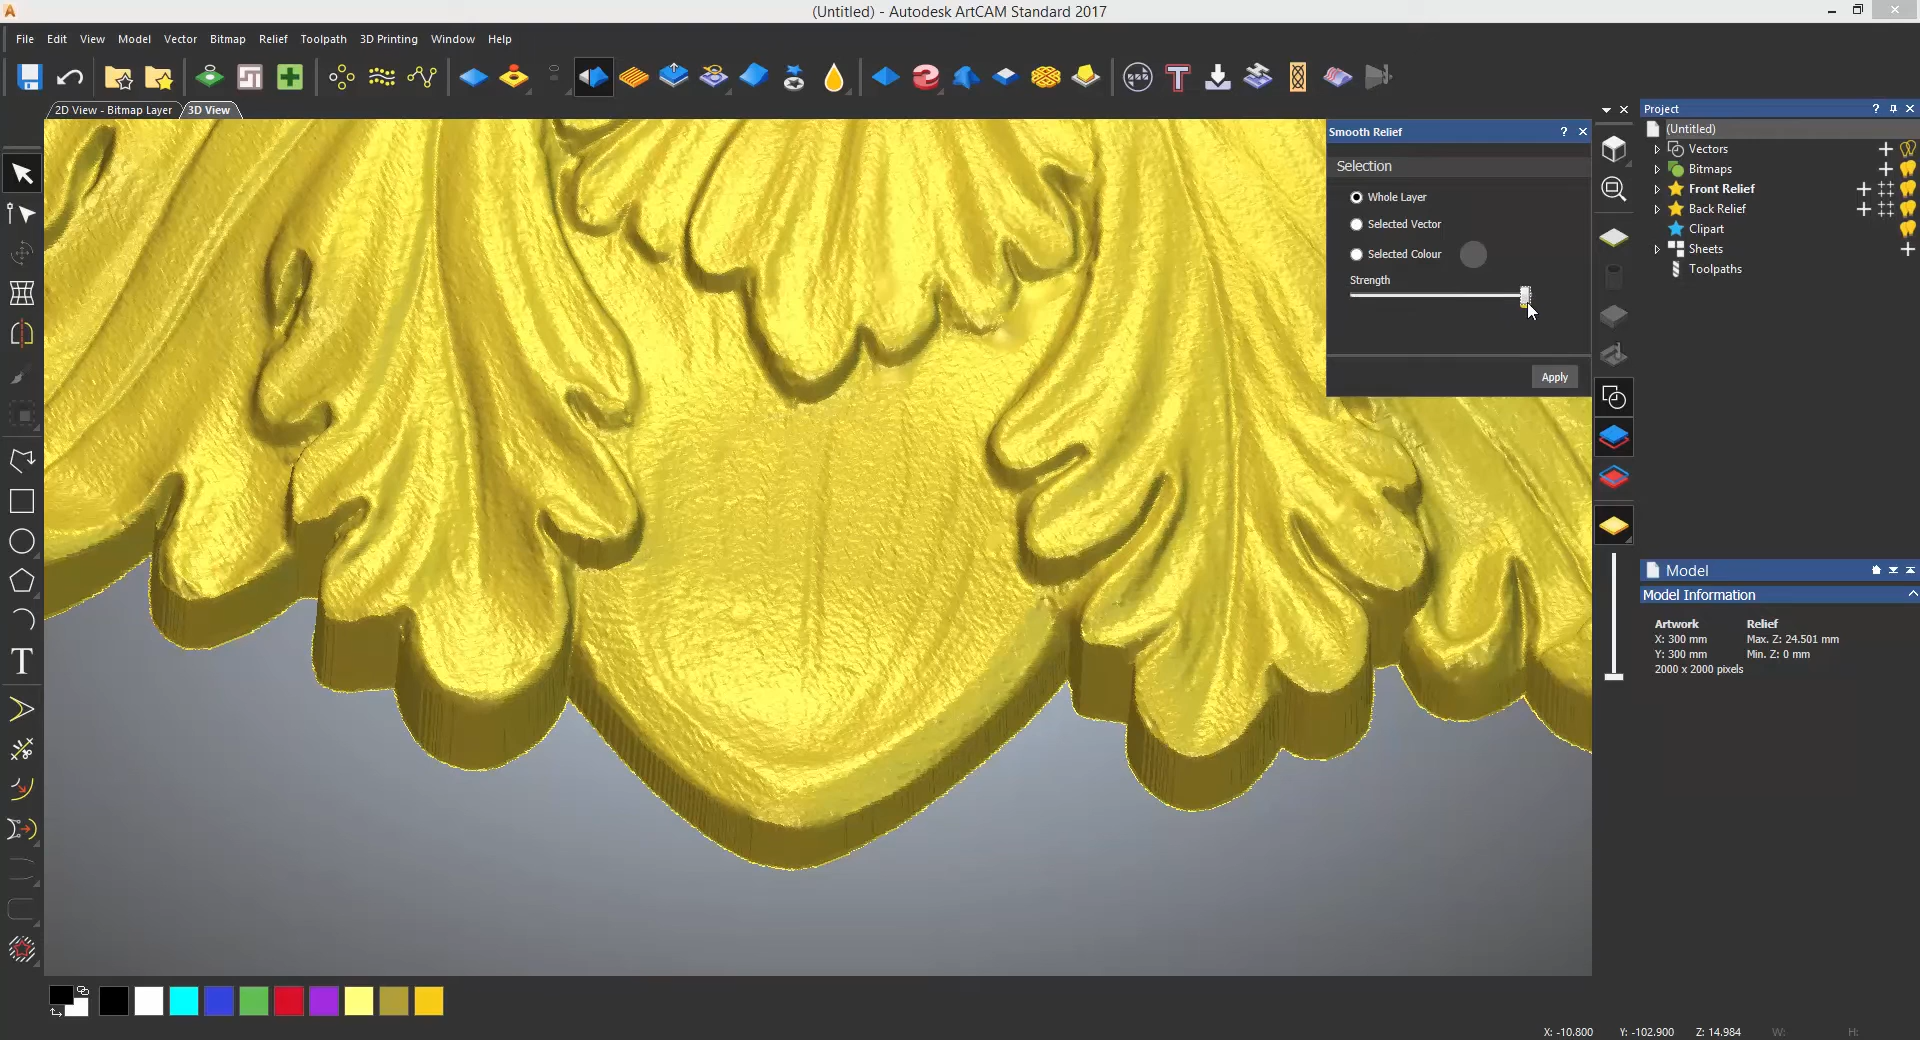 (Untitled) - Autodesk ArtCAM Standard 2017
File Edit View Model Vector Bitmap Relief Toolpath 3D Printing Window Help
2D View - Bitmap Layer 3D View
Smooth Relief ?
Selection
Whole Layer
Selected Vector
Selected Colour
Strength
Apply
Project ?
(Untitled)
Vectors
Bitmaps
Front Relief
Back Relief
Clipart
Sheets
Toolpaths
Model
Model Information
Artwork Relief
X: 300 mm Max. Z: 24.501 mm
Y: 300 mm Min. Z: 0 mm
2000 x 2000 pixels
X: -10.800 Y: -102.900 Z: 14.984 W: H: